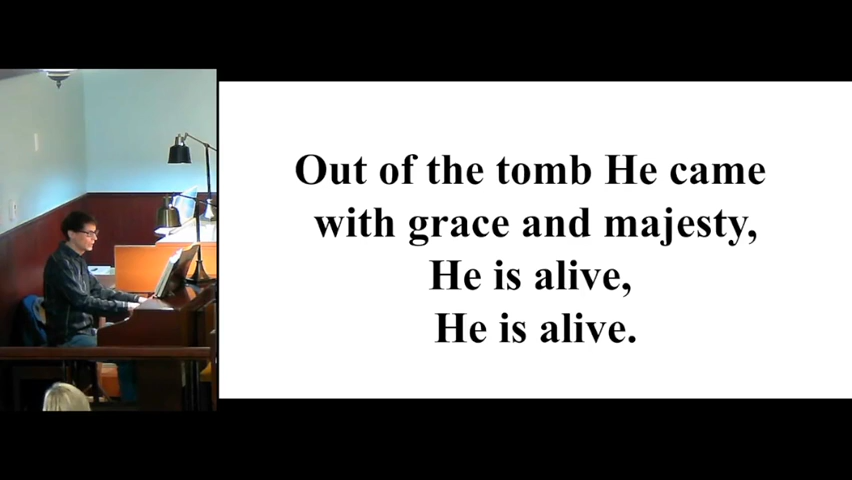 Out of the tomb He came
with grace and majesty,
He is alive,
He is alive.